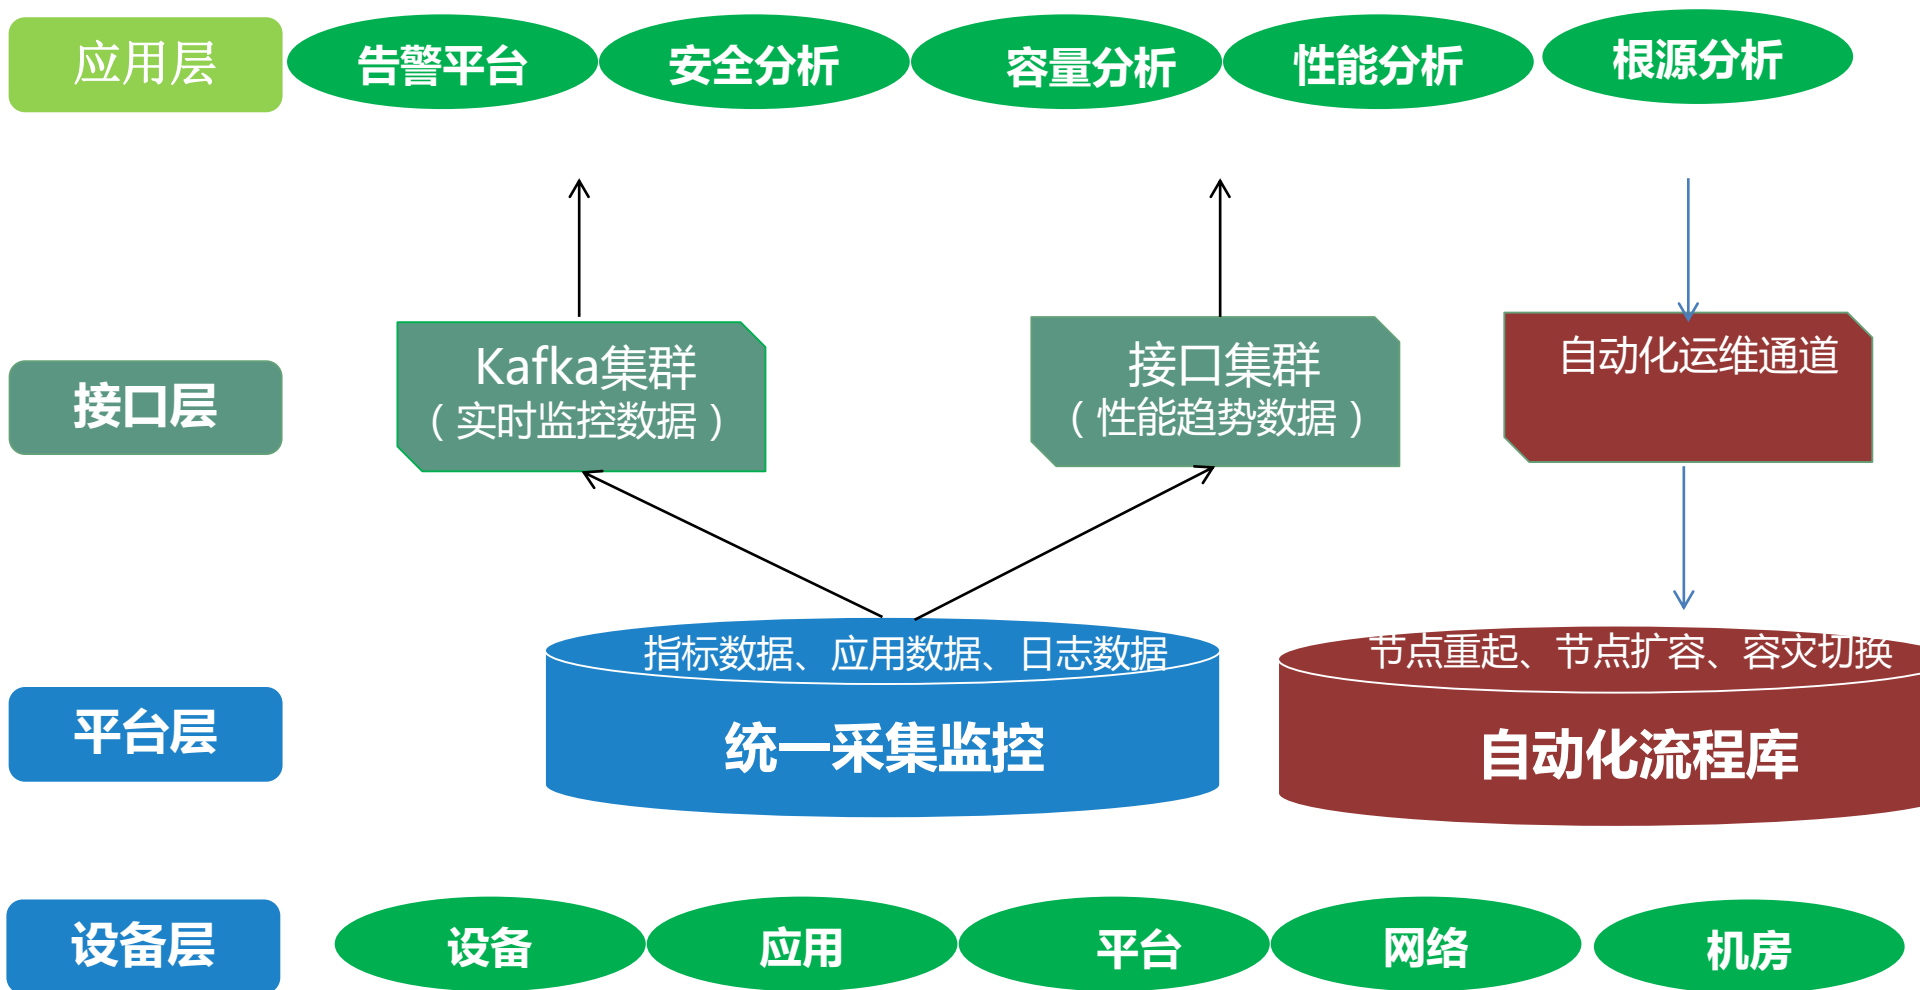 应用层
告警平台
安全分析
容量分析
性能分析
根源分析
接口层
Kafka集群
（实时监控数据）
接口集群
（性能趋势数据）
自动化运维通道
平台层
指标数据、应用数据、日志数据
统一采集监控
节点重起、节点扩容、容灾切换
自动化流程库
设备层
设备
应用
平台
网络
机房